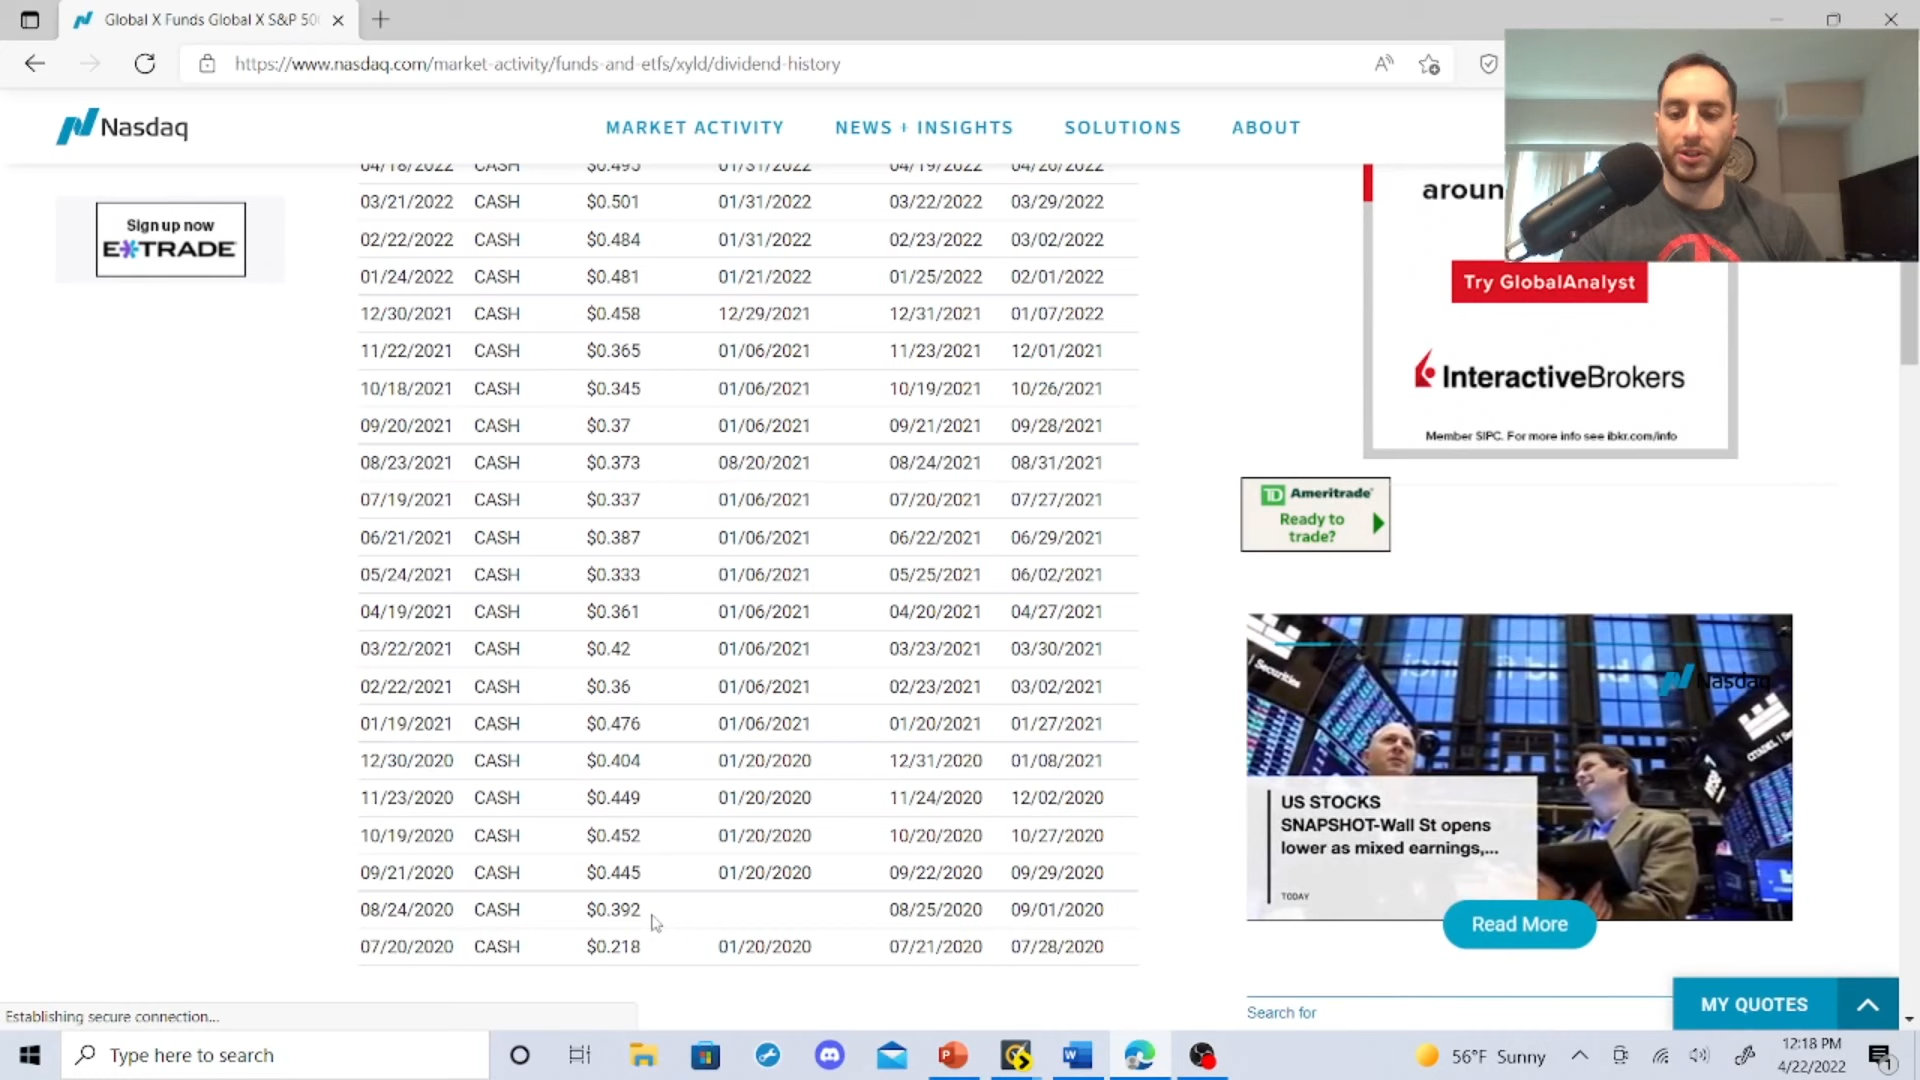 Global X Funds Global X S&P 50
https://www.nasdaq.com/market-activity/funds-and-etfs/xyld/dividend-history
Nasdaq
MARKET ACTIVITY NEWS + INSIGHTS SOLUTIONS ABOUT
04/18/2022 CASH $0.495 01/31/2022 04/19/2022 04/26/2022
03/21/2022 CASH $0.501 01/31/2022 03/22/2022 03/29/2022
02/22/2022 CASH $0.484 01/31/2022 02/23/2022 03/02/2022
01/24/2022 CASH $0.481 01/21/2022 01/25/2022 02/01/2022
12/30/2021 CASH $0.458 12/29/2021 12/31/2021 01/07/2022
11/22/2021 CASH $0.365 01/06/2021 11/23/2021 12/01/2021
10/18/2021 CASH $0.345 01/06/2021 10/19/2021 10/26/2021
09/20/2021 CASH $0.37 01/06/2021 09/21/2021 09/28/2021
08/23/2021 CASH $0.373 08/20/2021 08/24/2021 08/31/2021
07/19/2021 CASH $0.337 01/06/2021 07/20/2021 07/27/2021
06/21/2021 CASH $0.387 01/06/2021 06/22/2021 06/29/2021
05/24/2021 CASH $0.333 01/06/2021 05/25/2021 06/02/2021
04/19/2021 CASH $0.361 01/06/2021 04/20/2021 04/27/2021
03/22/2021 CASH $0.42 01/06/2021 03/23/2021 03/30/2021
02/22/2021 CASH $0.36 01/06/2021 02/23/2021 03/02/2021
01/19/2021 CASH $0.476 01/06/2021 01/20/2021 01/27/2021
12/30/2020 CASH $0.404 01/20/2020 12/31/2020 01/08/2021
11/23/2020 CASH $0.449 01/20/2020 11/24/2020 12/02/2020
10/19/2020 CASH $0.452 01/20/2020 10/20/2020 10/27/2020
09/21/2020 CASH $0.445 01/20/2020 09/22/2020 09/29/2020
08/24/2020 CASH $0.392 08/25/2020 09/01/2020
07/20/2020 CASH $0.218 01/20/2020 07/21/2020 07/28/2020
Sign up now
E*TRADE
aroun
Try GlobalAnalyst
InteractiveBrokers
Member SIPC. For more info see ibkr.com/info
TD Ameritrade
Ready to
trade?
Securities
Nasdaq
US STOCKS
SNAPSHOT-Wall St opens
lower as mixed earnings,...
TODAY
Read More
MY QUOTES
Search for
Establishing secure connection...
Type here to search
56°F Sunny
12:18 PM
4/22/2022
1